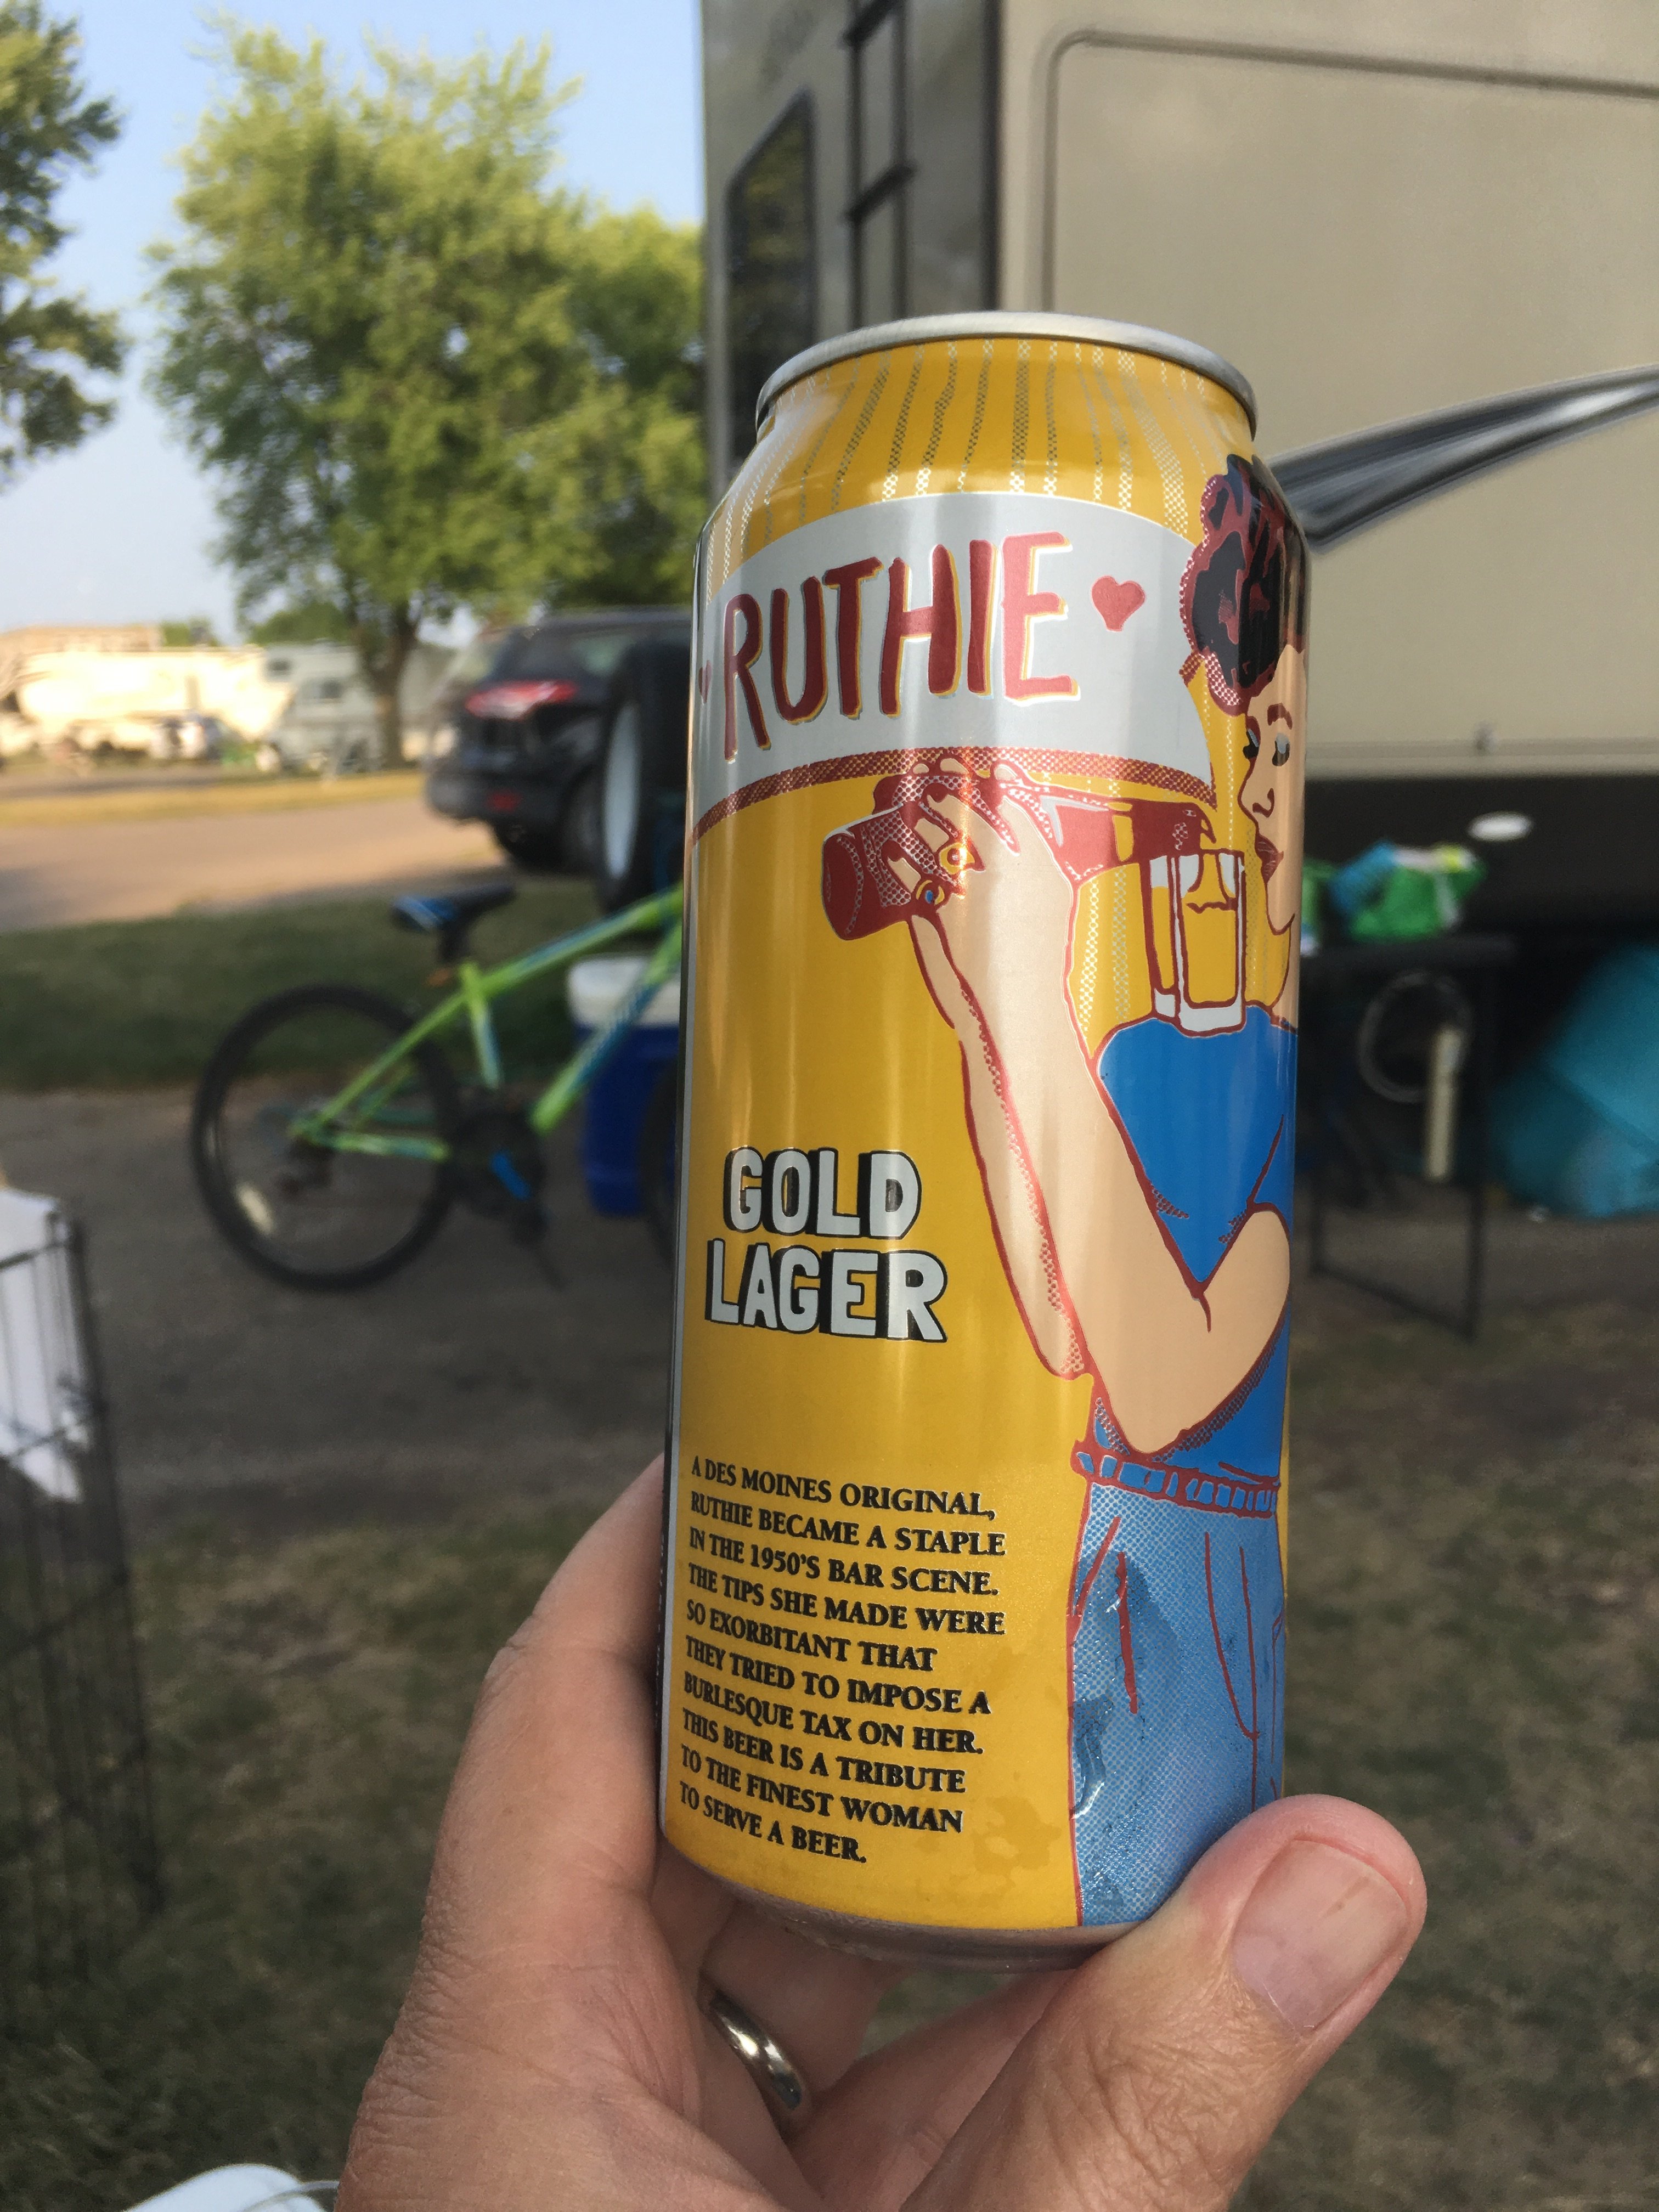 RUTHIE
GOLD
LAGER
A DES MOINES ORIGINAL,
RUTHIE BECAME A STAPLE
IN THE 1950'S BAR SCENE.
THE TIPS SHE MADE WERE
SO EXORBITANT THAT
THEY TRIED TO IMPOSE A
BURLESQUE TAX ON HER.
THIS BEER IS A TRIBUTE
TO THE FINEST WOMAN
TO SERVE A BEER.